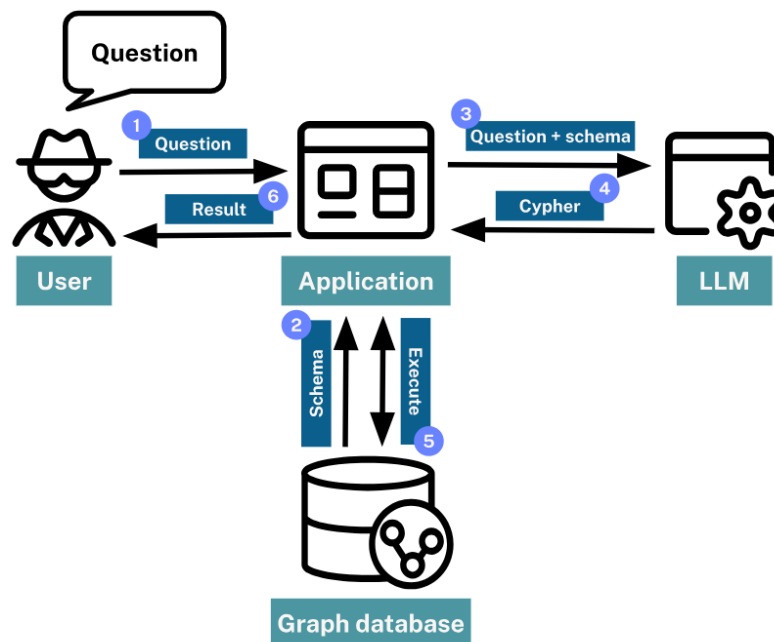 Question
1
Question
3
Question + schema
6
Result
4
Cypher
User
Application
LLM
2
Schema
Execute
5
Graph database